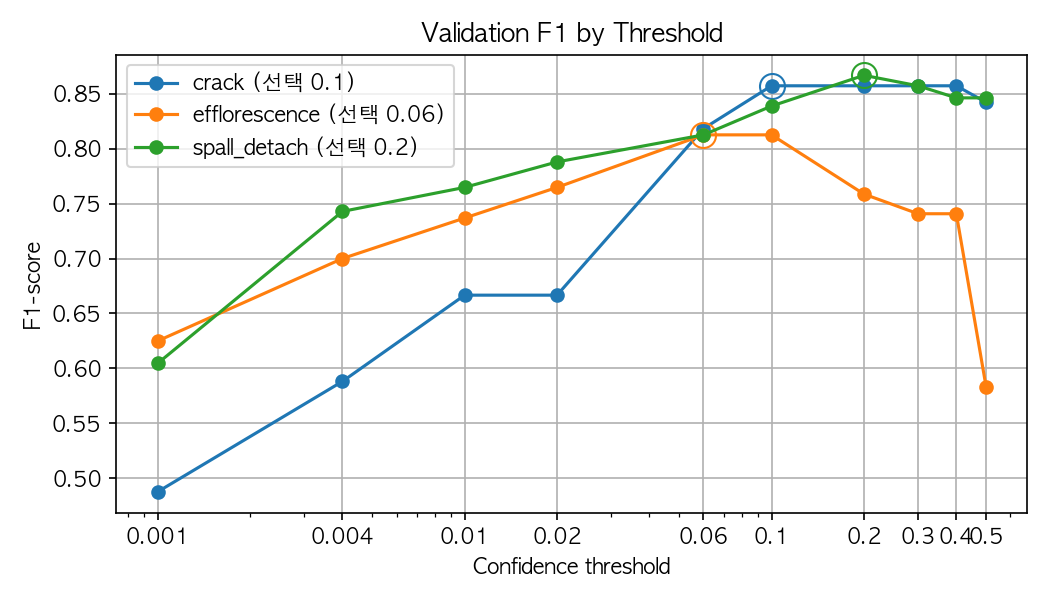 Validation F1 by Threshold
crack (선택 0.1)
efflorescence (선택 0.06)
spall_detach (선택 0.2)
F1-score
0.85
0.80
0.75
0.70
0.65
0.60
0.55
0.50
0.001 0.004 0.01 0.02 0.06 0.1 0.2 0.3 0.4 0.5
Confidence threshold